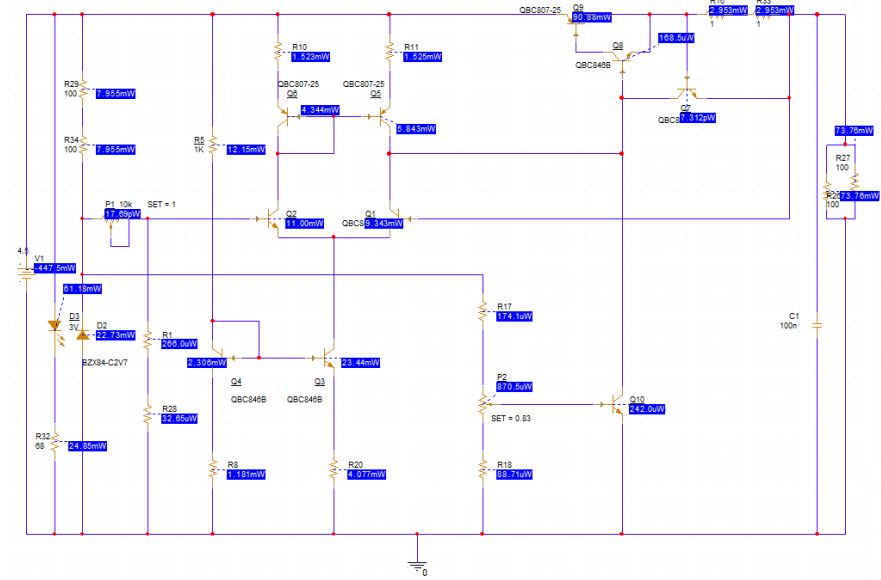 Q9
QBC807-25
90.88mW
R16
2.953mW
1
R33
2.953mW
1
Q8
168.5uW
QBC846B
R10
1.523mW
R11
1.525mW
QBC807-25
Q6
4.344mW
QBC807-25
Q5
5.843mW
Q7
7.312pW
R29
100
7.955mW
R34
100
7.955mW
R5
1K
12.15mW
73.76mW
R27
100
73.76mW
100
P1
10k
SET = 1
17.69pW
Q2
11.00mW
Q1
9.343mW
4.5
V1
-447.5mW
61.18mW
D3
3V
D2
22.73mW
BZX84-C2V7
R1
266.0uW
R28
32.65uW
R32
68
24.85mW
2.306mW
Q4
QBC846B
23.44mW
Q3
QBC846B
R8
1.181mW
R20
4.077mW
R17
174.1uW
P2
870.5uW
SET = 0.83
R18
88.71uW
Q10
242.0uW
C1
100n
0